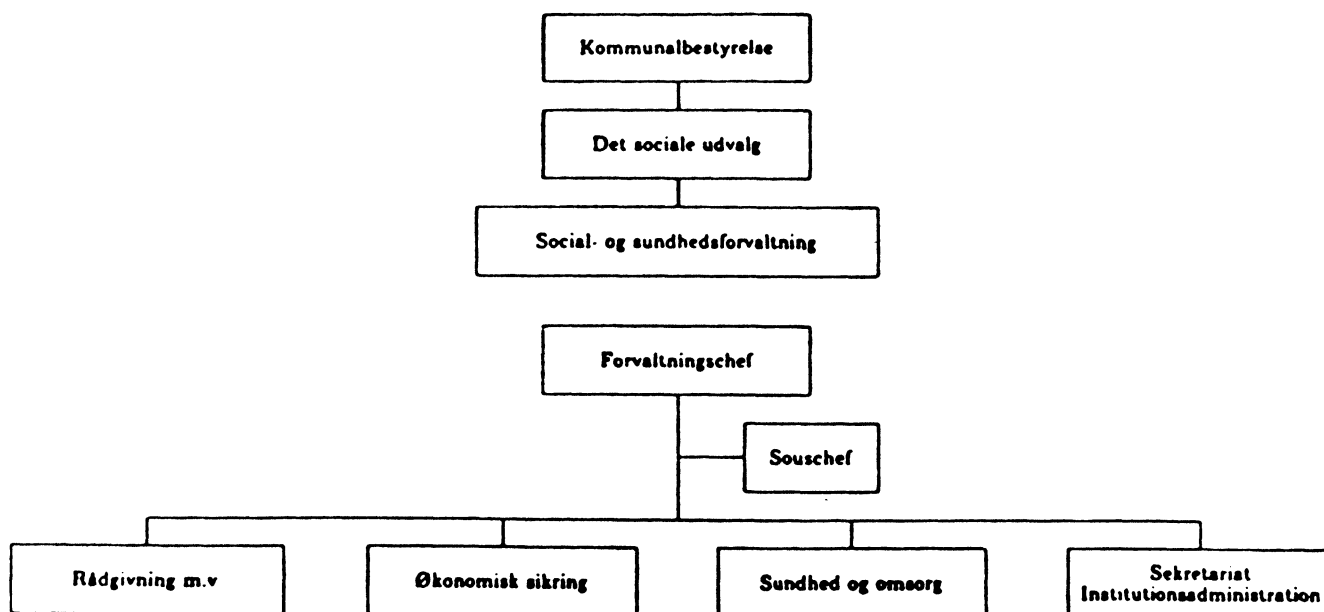 Kommunalbestyrelse
Det sociale udvalg
Social- og sundhedsforvaltning
Forvaltningschef
Souschef
Rådgivning m.v
Økonomisk sikring
Sundhed og omsorg
Sekretariat
Institutionsadministration